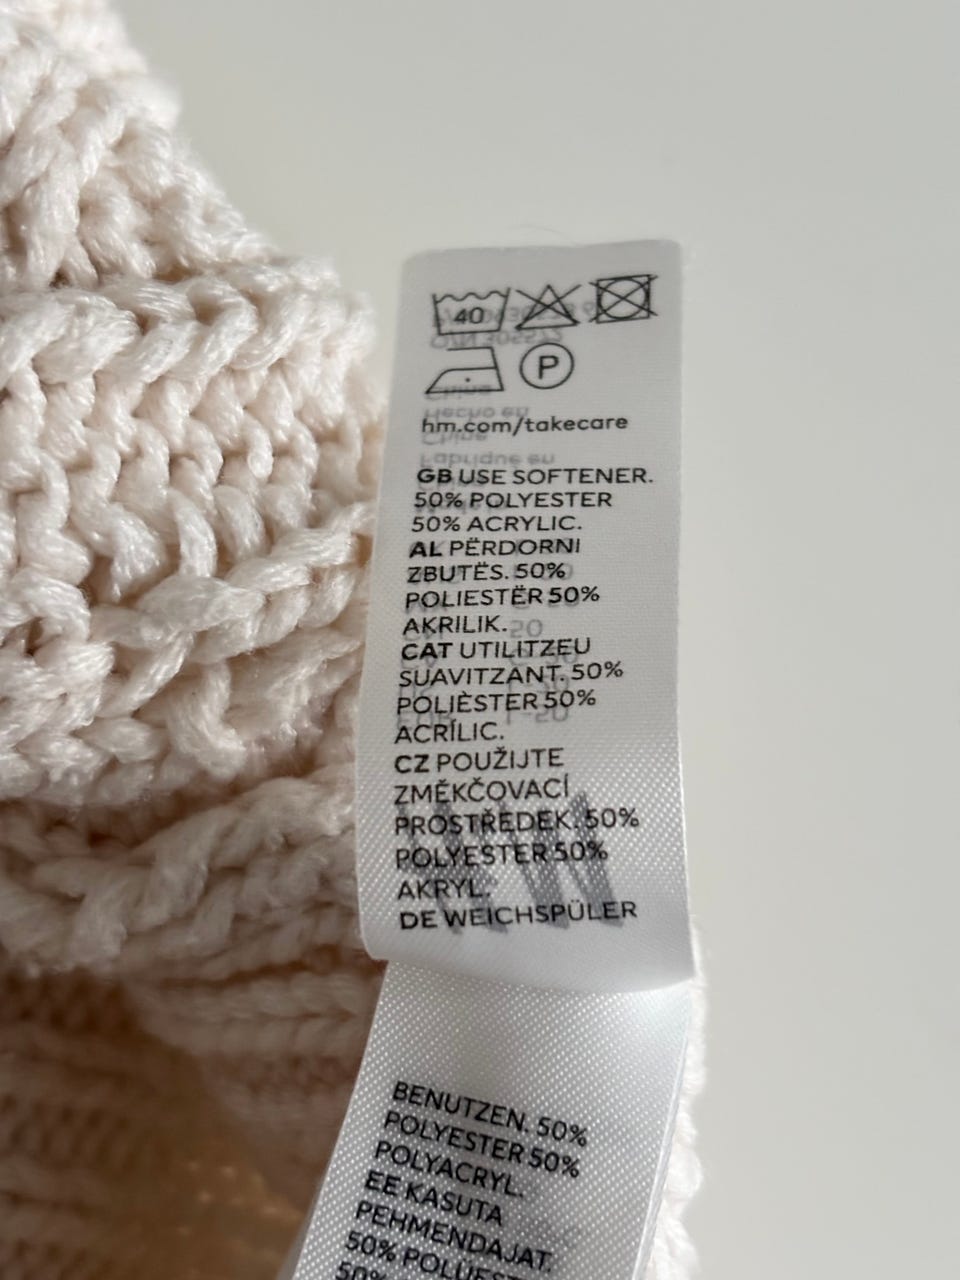 40
P
hm.com/takecare
GB USE SOFTENER.
50% POLYESTER
50% ACRYLIC.
AL PËRDORNI
ZBUTËS. 50%
POLIESTËR 50%
AKRILIK.
CAT UTILITZEU
SUAVITZANT. 50%
POLIÈSTER 50%
ACRÍLIC.
CZ POUŽIJTE
ZMĚKČOVACÍ
PROSTŘEDEK. 50%
POLYESTER 50%
AKRYL.
DE WEICHSPÜLER
BENUTZEN. 50%
POLYESTER 50%
POLYACRYL.
EE KASUTA
PEHMENDAJAT.
50%
50%